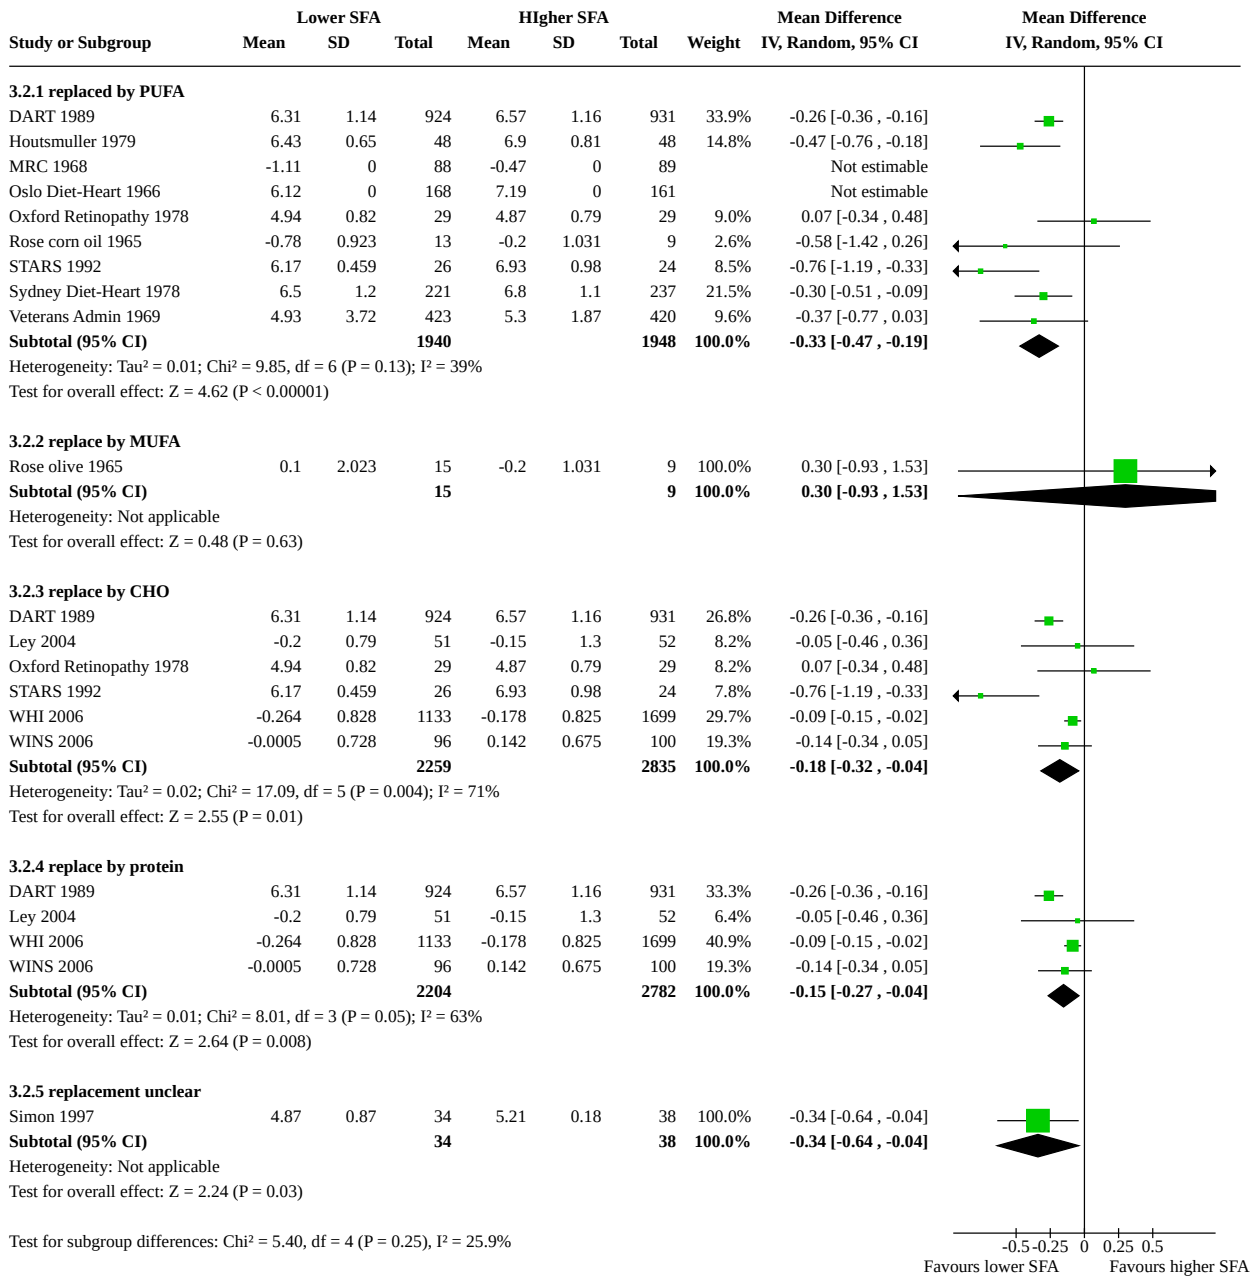 Lower SFA HIgher SFA Mean Difference Mean Difference
Study or Subgroup Mean SD Total Mean SD Total Weight IV, Random, 95% CI IV, Random, 95% CI
3.2.1 replaced by PUFA
DART 1989 6.31 1.14 924 6.57 1.16 931 33.9% -0.26 [-0.36 , -0.16]
Houtsmuller 1979 6.43 0.65 48 6.9 0.81 48 14.8% -0.47 [-0.76 , -0.18]
MRC 1968 -1.11 0 88 -0.47 0 89 Not estimable
Oslo Diet-Heart 1966 6.12 0 168 7.19 0 161 Not estimable
Oxford Retinopathy 1978 4.94 0.82 29 4.87 0.79 29 9.0% 0.07 [-0.34 , 0.48]
Rose corn oil 1965 -0.78 0.923 13 -0.2 1.031 9 2.6% -0.58 [-1.42 , 0.26]
STARS 1992 6.17 0.459 26 6.93 0.98 24 8.5% -0.76 [-1.19 , -0.33]
Sydney Diet-Heart 1978 6.5 1.2 221 6.8 1.1 237 21.5% -0.30 [-0.51 , -0.09]
Veterans Admin 1969 4.93 3.72 423 5.3 1.87 420 9.6% -0.37 [-0.77 , 0.03]
Subtotal (95% CI) 1940 1948 100.0% -0.33 [-0.47 , -0.19]
Heterogeneity: Tau² = 0.01; Chi² = 9.85, df = 6 (P = 0.13); I² = 39%
Test for overall effect: Z = 4.62 (P < 0.00001)
3.2.2 replace by MUFA
Rose olive 1965 0.1 2.023 15 -0.2 1.031 9 100.0% 0.30 [-0.93 , 1.53]
Subtotal (95% CI) 15 9 100.0% 0.30 [-0.93 , 1.53]
Heterogeneity: Not applicable
Test for overall effect: Z = 0.48 (P = 0.63)
3.2.3 replace by CHO
DART 1989 6.31 1.14 924 6.57 1.16 931 26.8% -0.26 [-0.36 , -0.16]
Ley 2004 -0.2 0.79 51 -0.15 1.3 52 8.2% -0.05 [-0.46 , 0.36]
Oxford Retinopathy 1978 4.94 0.82 29 4.87 0.79 29 8.2% 0.07 [-0.34 , 0.48]
STARS 1992 6.17 0.459 26 6.93 0.98 24 7.8% -0.76 [-1.19 , -0.33]
WHI 2006 -0.264 0.828 1133 -0.178 0.825 1699 29.7% -0.09 [-0.15 , -0.02]
WINS 2006 -0.0005 0.728 96 0.142 0.675 100 19.3% -0.14 [-0.34 , 0.05]
Subtotal (95% CI) 2259 2835 100.0% -0.18 [-0.32 , -0.04]
Heterogeneity: Tau² = 0.02; Chi² = 17.09, df = 5 (P = 0.004); I² = 71%
Test for overall effect: Z = 2.55 (P = 0.01)
3.2.4 replace by protein
DART 1989 6.31 1.14 924 6.57 1.16 931 33.3% -0.26 [-0.36 , -0.16]
Ley 2004 -0.2 0.79 51 -0.15 1.3 52 6.4% -0.05 [-0.46 , 0.36]
WHI 2006 -0.264 0.828 1133 -0.178 0.825 1699 40.9% -0.09 [-0.15 , -0.02]
WINS 2006 -0.0005 0.728 96 0.142 0.675 100 19.3% -0.14 [-0.34 , 0.05]
Subtotal (95% CI) 2204 2782 100.0% -0.15 [-0.27 , -0.04]
Heterogeneity: Tau² = 0.01; Chi² = 8.01, df = 3 (P = 0.05); I² = 63%
Test for overall effect: Z = 2.64 (P = 0.008)
3.2.5 replacement unclear
Simon 1997 4.87 0.87 34 5.21 0.18 38 100.0% -0.34 [-0.64 , -0.04]
Subtotal (95% CI) 34 38 100.0% -0.34 [-0.64 , -0.04]
Heterogeneity: Not applicable
Test for overall effect: Z = 2.24 (P = 0.03)
Test for subgroup differences: Chi² = 5.40, df = 4 (P = 0.25), I² = 25.9%
-0.5 -0.25 0 0.25 0.5
Favours lower SFA Favours higher SFA